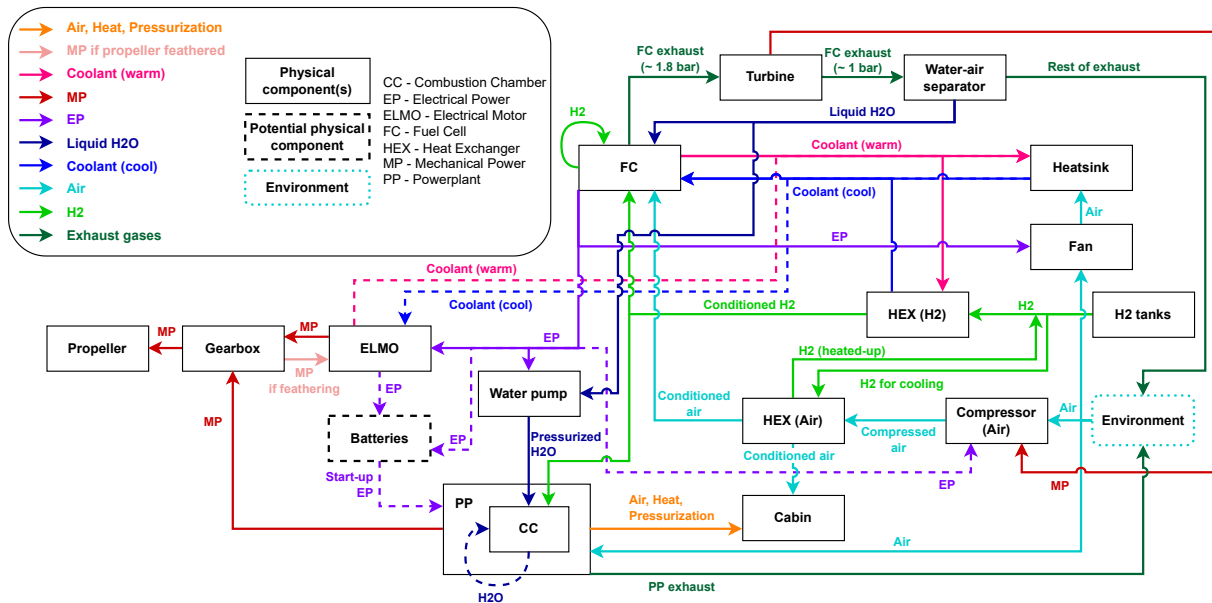 Air, Heat, Pressurization
MP if propeller feathered
Coolant (warm)
MP
EP
Liquid H2O
Coolant (cool)
Air
H2
Exhaust gases
Physical
component(s)
Potential physical
component
Environment
CC - Combustion Chamber
EP - Electrical Power
ELMO - Electrical Motor
FC - Fuel Cell
HEX - Heat Exchanger
MP - Mechanical Power
PP - Powerplant
FC exhaust
(~ 1.8 bar)
Turbine
FC exhaust
(~ 1 bar)
Water-air
separator
Rest of exhaust
H2
Liquid H2O
FC
Coolant (warm)
Coolant (cool)
Heatsink
Air
EP
Fan
Coolant (warm)
Coolant (cool)
Conditioned H2
HEX (H2)
H2
H2 tanks
Propeller
MP
Gearbox
MP
ELMO
MP
if feathering
EP
EP
Water pump
H2 (heated-up)
H2 for cooling
MP
Batteries
EP
Pressurized
H2O
Conditioned
air
HEX (Air)
Compressed
air
Compressor
(Air)
Air
Environment
Conditioned air
Start-up
EP
EP
MP
PP
CC
H2O
Air, Heat,
Pressurization
Cabin
Air
PP exhaust